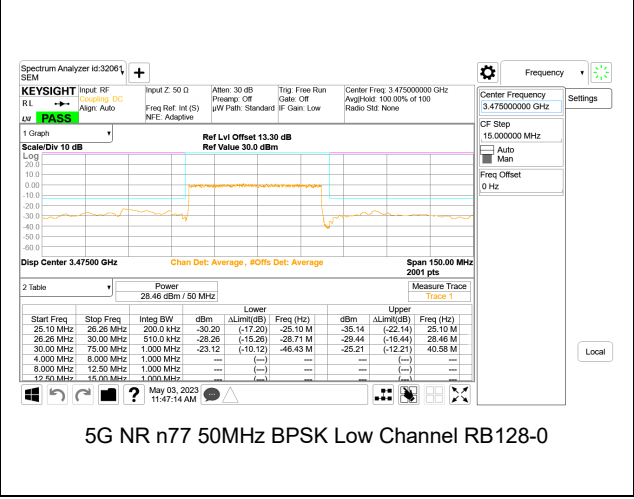 Spectrum Analyzer id:32061
SEM
Frequency
KEYSIGHT
Input: RF
Input Z: 50 Ω
Atten: 30 dB
Trig: Free Run
Center Freq: 3.475000000 GHz
RL
Coupling: DC
Preamp: Off
Gate: Off
Avg|Hold: 100.00% of 100
Align: Auto
Freq Ref: Int (S)
µW Path: Standard
IF Gain: Low
Radio Std: None
NFE: Adaptive
PASS
Center Frequency
3.475000000 GHz
Settings
CF Step
15.000000 MHz
Auto
Man
Freq Offset
0 Hz
1 Graph
Ref Lvl Offset 13.30 dB
Scale/Div 10 dB
Ref Value 30.0 dBm
Log
20.0
10.0
0.00
-10.0
-20.0
-30.0
-40.0
-50.0
-60.0
Disp Center 3.47500 GHz
Chan Det: Average , #Offs Det: Average
Span 150.00 MHz
2001 pts
2 Table
Power
28.46 dBm / 50 MHz
Measure Trace
Trace 1
Lower
Upper
Start Freq Stop Freq Integ BW dBm ΔLimit(dB) Freq (Hz) dBm ΔLimit(dB) Freq (Hz)
25.10 MHz 26.26 MHz 200.0 kHz -30.20 (-17.20) -25.10 M -35.14 (-22.14) 25.10 M
26.26 MHz 30.00 MHz 510.0 kHz -28.26 (-15.26) -28.71 M -29.44 (-16.44) 28.46 M
30.00 MHz 75.00 MHz 1.000 MHz -23.12 (-10.12) -46.43 M -25.21 (-12.21) 40.58 M
4.000 MHz 8.000 MHz 1.000 MHz --- (---) --- --- (---) ---
8.000 MHz 12.50 MHz 1.000 MHz --- (---) --- --- (---) ---
12.50 MHz 15.00 MHz 1.000 MHz --- (---) --- --- (---) ---
Local
?
May 03, 2023
11:47:14 AM
5G NR n77 50MHz BPSK Low Channel RB128-0